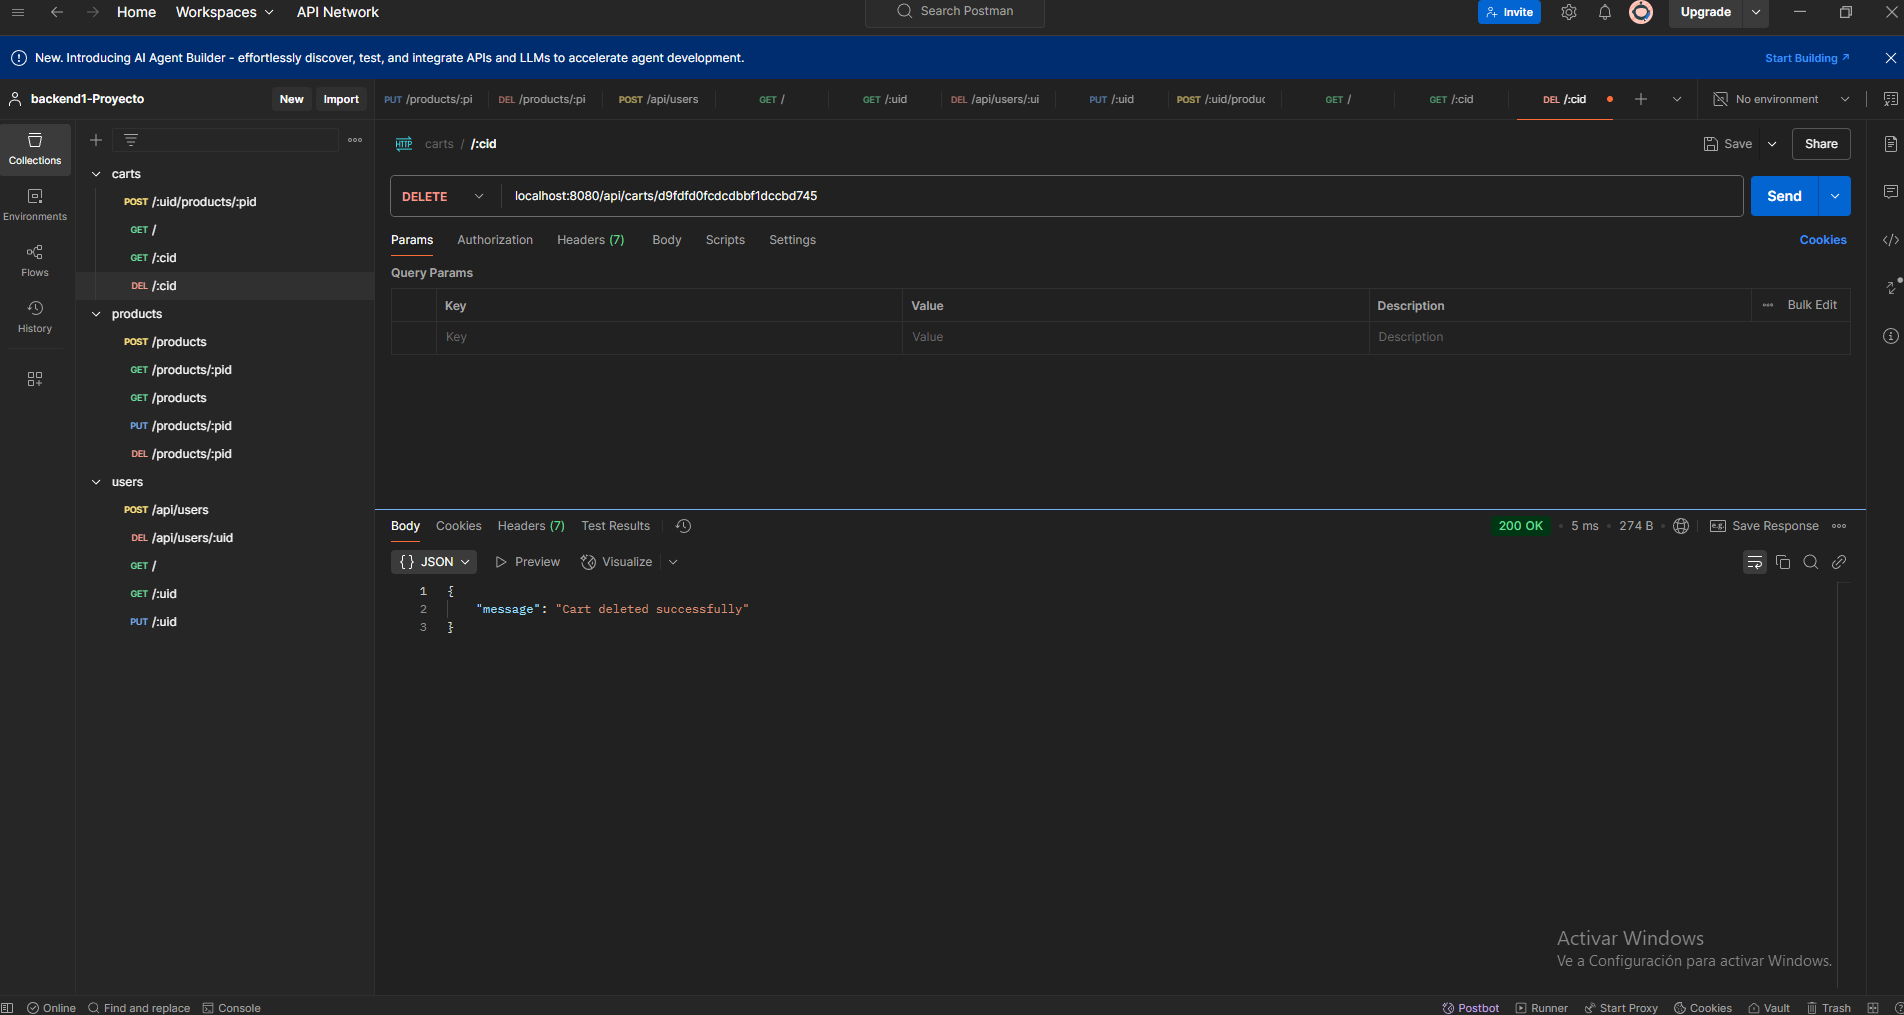 Home Workspaces API Network Search Postman Invite Upgrade
New. Introducing AI Agent Builder - effortlessly discover, test, and integrate APIs and LLMs to accelerate agent development. Start Building
backend1-Proyecto New Import PUT /products/:pi DEL /products/:pi POST /api/users GET / GET /:uid DEL /api/users/:ui PUT /:uid POST /:uid/produc GET / GET /:cid DEL /:cid No environment
Collections
Environments
Flows
History
carts
POST /:uid/products/:pid
GET /
GET /:cid
DEL /:cid
products
POST /products
GET /products/:pid
GET /products
PUT /products/:pid
DEL /products/:pid
users
POST /api/users
DEL /api/users/:uid
GET /
GET /:uid
PUT /:uid
HTTP carts / /:cid Save Share
DELETE localhost:8080/api/carts/d9fdfd0fcdcdbbf1dccbd745 Send
Params Authorization Headers (7) Body Scripts Settings Cookies
Query Params
Key Value Description Bulk Edit
Key Value Description
Body Cookies Headers (7) Test Results 200 OK 5 ms 274 B e.g. Save Response
{} JSON Preview Visualize
1 {
2 "message": "Cart deleted successfully"
3 }
Activar Windows
Ve a Configuración para activar Windows.
Online Find and replace Console Postbot Runner Start Proxy Cookies Vault Trash